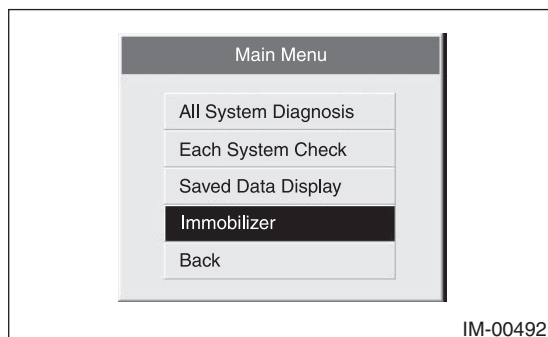 Main Menu
All System Diagnosis
Each System Check
Saved Data Display
Immobilizer
Back
IM-00492